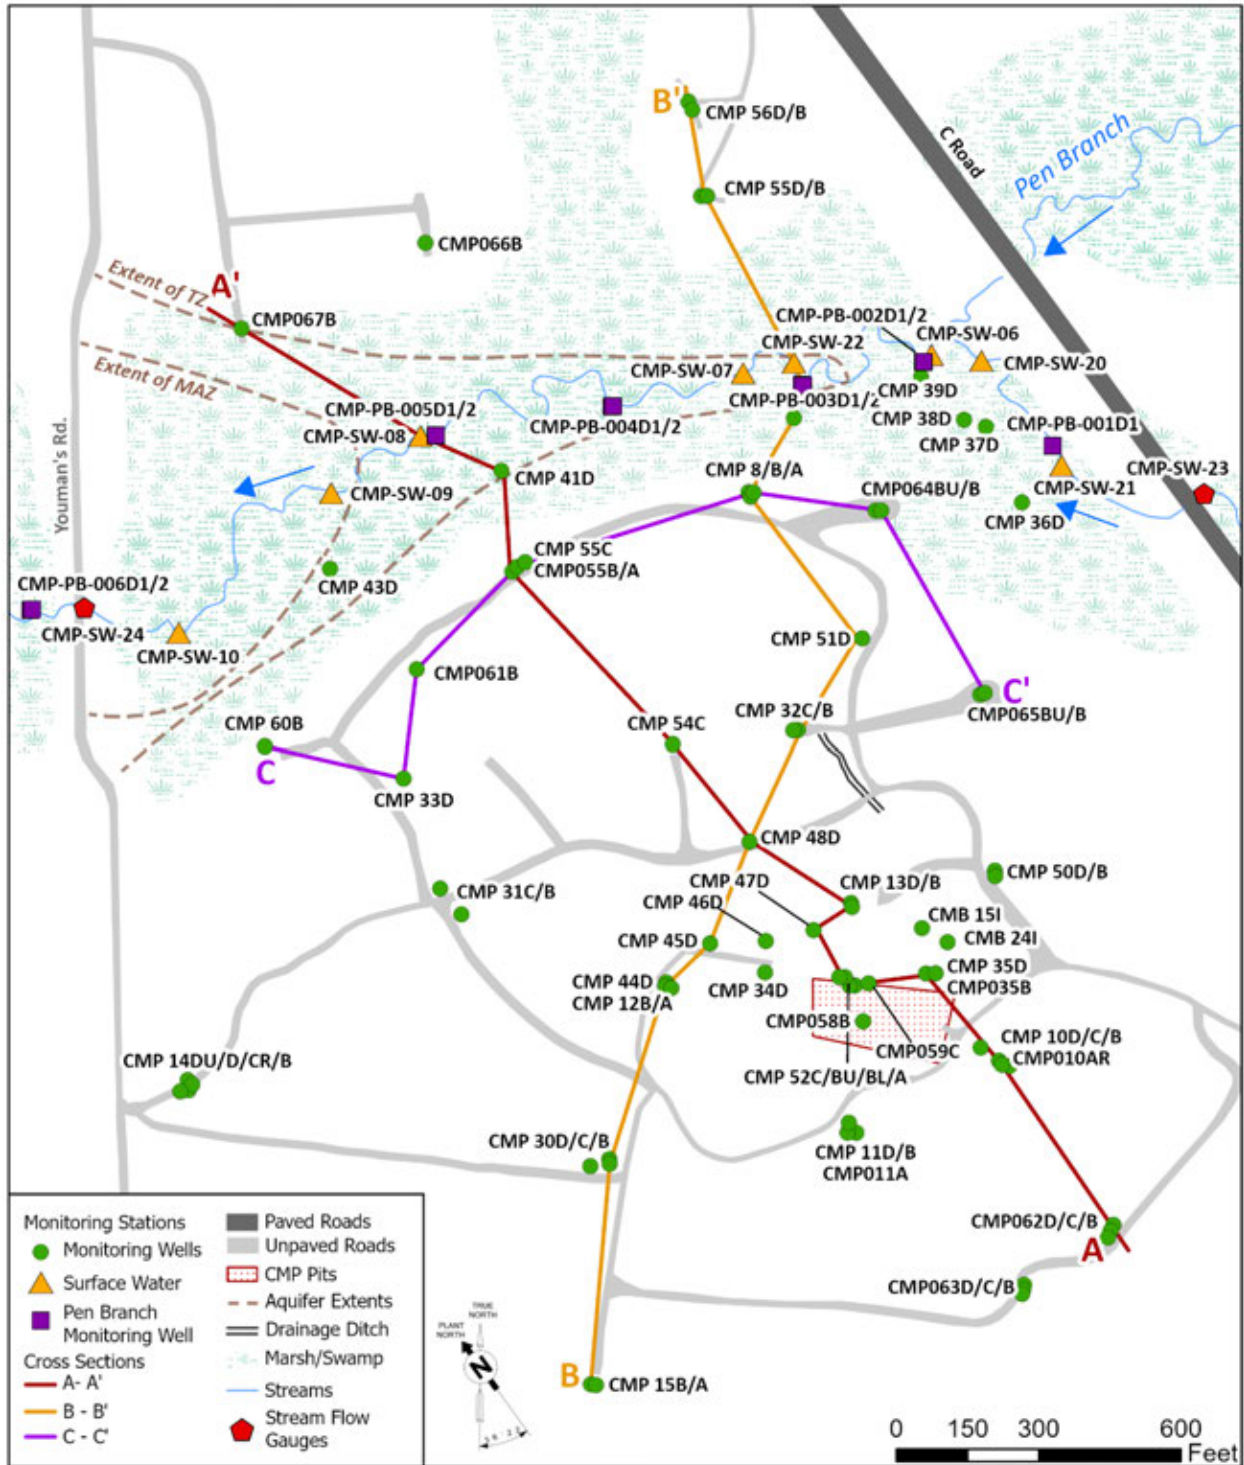 B'
CMP 56D/B
C Road
Pen Branch
CMP 55D/B
CMP066B
Extent of TZ
A'
CMP067B
CMP-PB-002D1/2
CMP-SW-06
CMP-SW-22
CMP-SW-07
CMP-SW-20
Extent of MAZ
CMP 39D
CMP-PB-003D1/2
CMP-PB-005D1/2
CMP-PB-004D1/2
CMP-SW-08
CMP 38D
CMP 37D
CMP-PB-001D1
CMP-SW-23
CMP 41D
CMP 8/B/A
CMP-SW-21
CMP064BU/B
CMP-SW-09
CMP 36D
Youman's Rd.
CMP 55C
CMP055B/A
CMP-PB-006D1/2
CMP 43D
CMP-SW-24
CMP-SW-10
CMP 51D
CMP061B
C'
CMP065BU/B
CMP 60B
C
CMP 54C
CMP 32C/B
CMP 33D
CMP 48D
CMP 50D/B
CMP 47D
CMP 13D/B
CMP 31C/B
CMP 46D
CMB 15I
CMB 24I
CMP 45D
CMP 44D
CMP 12B/A
CMP 34D
CMP 35D
CMP035B
CMP058B
CMP059C
CMP 10D/C/B
CMP010AR
CMP 52C/BU/BL/A
CMP 14DU/D/CR/B
CMP 30D/C/B
CMP 11D/B
CMP011A
CMP062D/C/B
A
CMP063D/C/B
B
CMP 15B/A
Monitoring Stations
Monitoring Wells
Surface Water
Pen Branch
Monitoring Well
Cross Sections
A- A'
B - B'
C - C'
Paved Roads
Unpaved Roads
CMP Pits
Aquifer Extents
Drainage Ditch
Marsh/Swamp
Streams
Stream Flow
Gauges
TRUE
NORTH
PLANT
NORTH
N
0 150 300 600
Feet